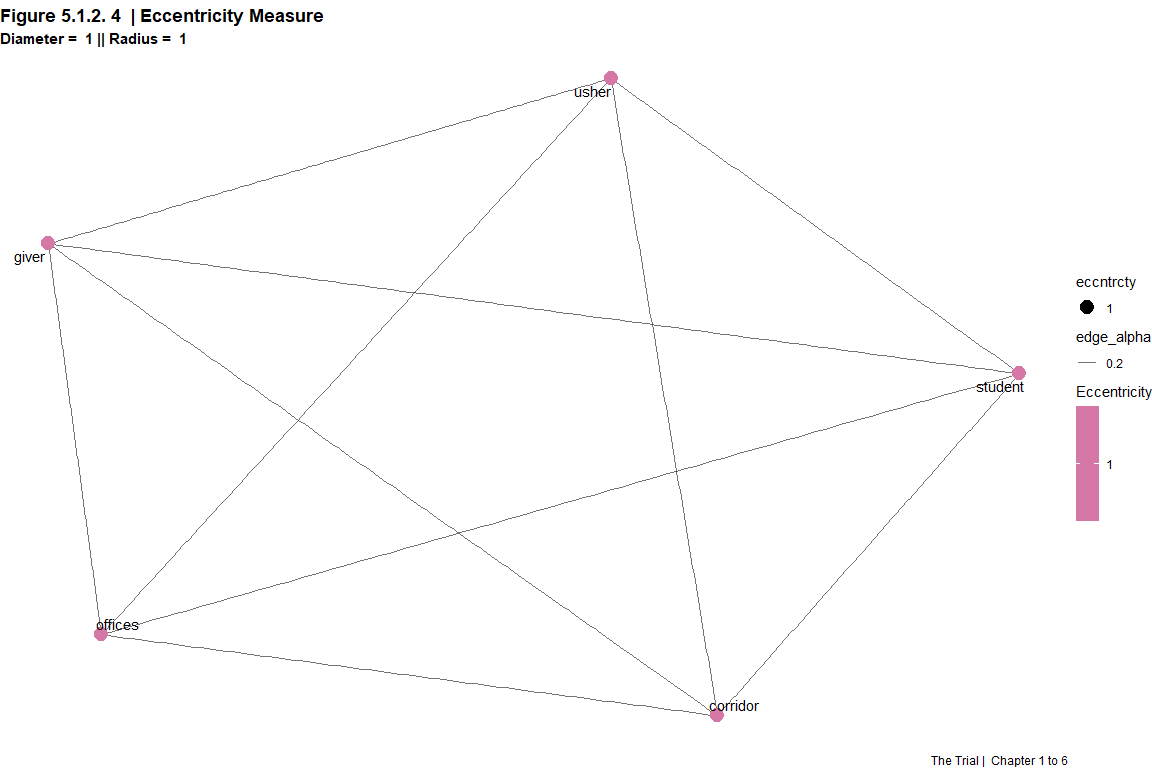 Figure 5.1.2. 4 | Eccentricity Measure
Diameter = 1 || Radius = 1
usher
giver
student
offices
corridor
eccntrcty
1
edge_alpha
0.2
Eccentricity
1
The Trial | Chapter 1 to 6